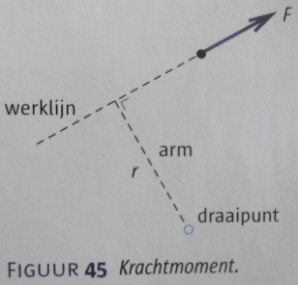 F
werklijn
arm
r
draaipunt
FIGUUR 45 Krachtmoment.